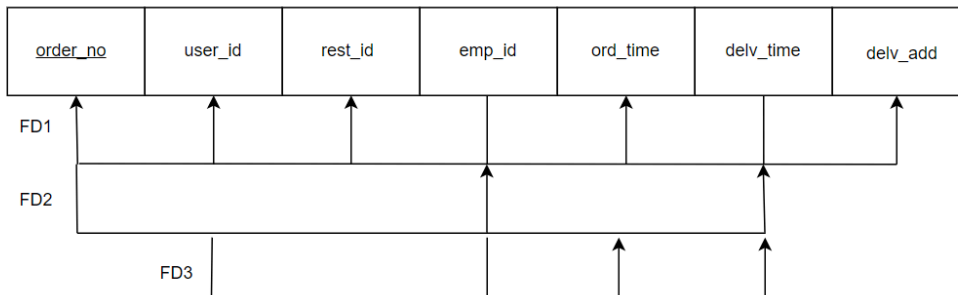 order_no user_id rest_id emp_id ord_time delv_time delv_add
FD1
FD2
FD3